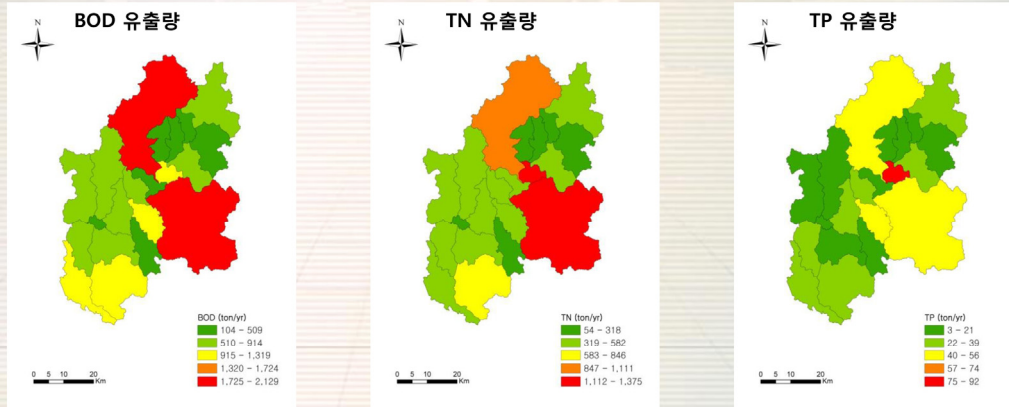 BOD 유출량
N
BOD (ton/yr)
104 - 509
510 - 914
915 - 1,319
1,320 - 1,724
1,725 - 2,129
0 5 10 20
Km
TN 유출량
N
TN (ton/yr)
54 - 318
319 - 582
583 - 846
847 - 1,111
1,112 - 1,375
0 5 10 20
Km
TP 유출량
N
TP (ton/yr)
3 - 21
22 - 39
40 - 56
57 - 74
75 - 92
0 5 10 20
Km